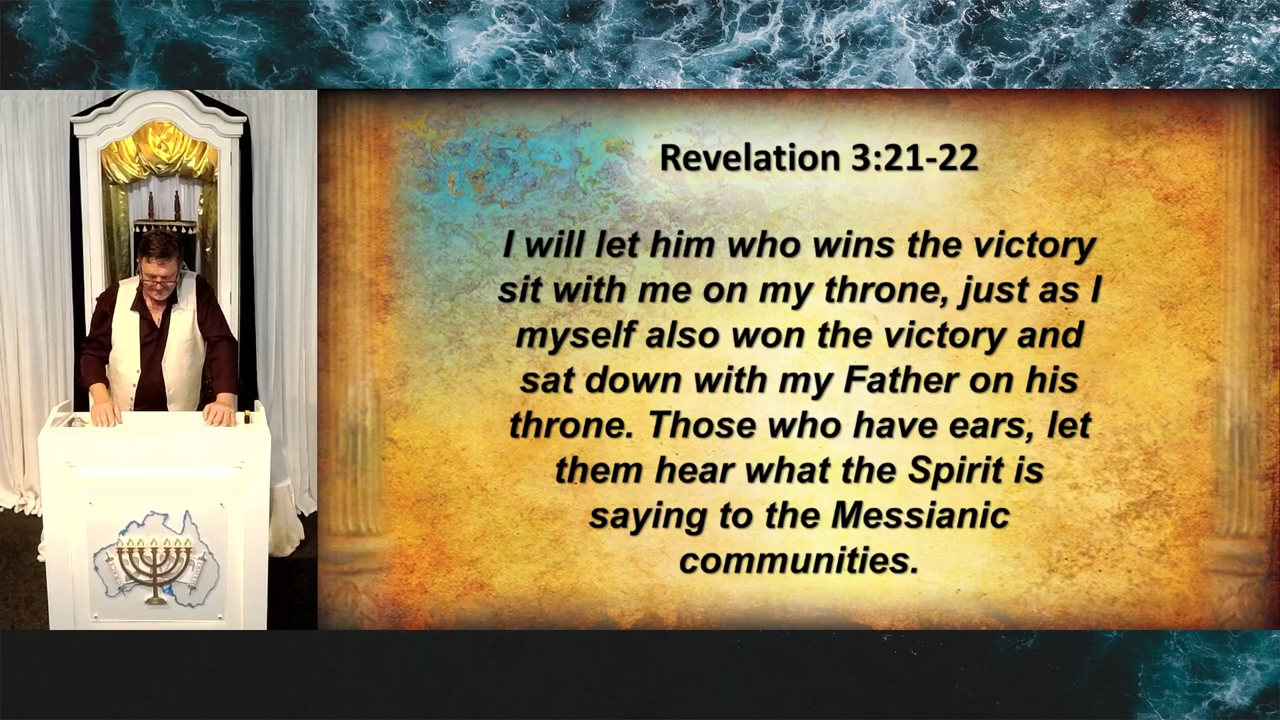 Revelation 3:21-22
I will let him who wins the victory
sit with me on my throne, just as I
myself also won the victory and
sat down with my Father on his
throne. Those who have ears, let
them hear what the Spirit is
saying to the Messianic
communities.